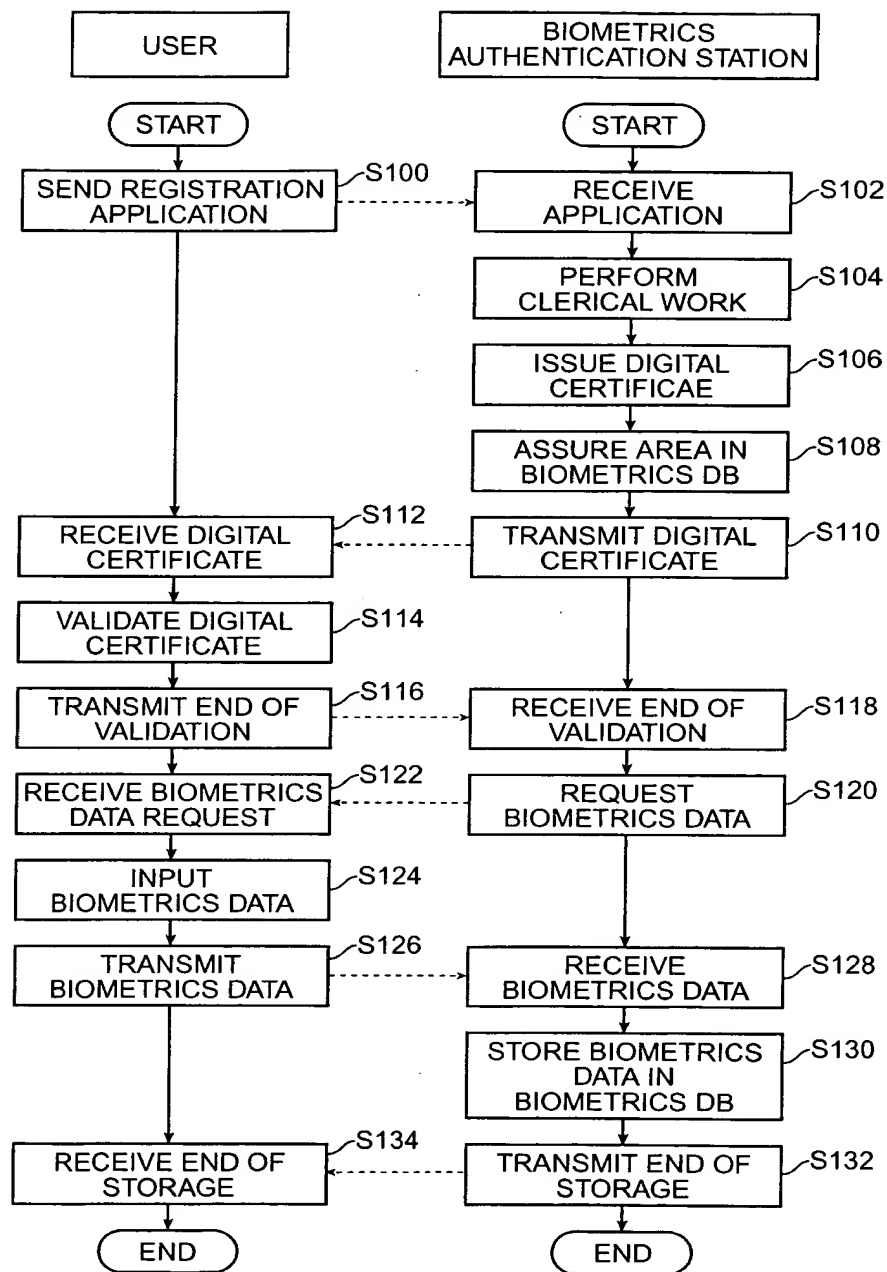 USER
BIOMETRICS
AUTHENTICATION STATION
START
START
SEND REGISTRATION
APPLICATION
S100
RECEIVE
APPLICATION
S102
PERFORM
CLERICAL WORK
S104
ISSUE DIGITAL
CERTIFICAE
S106
ASSURE AREA IN
BIOMETRICS DB
S108
RECEIVE DIGITAL
CERTIFICATE
S112
TRANSMIT DIGITAL
CERTIFICATE
S110
VALIDATE DIGITAL
CERTIFICATE
S114
TRANSMIT END OF
VALIDATION
S116
RECEIVE END OF
VALIDATION
S118
RECEIVE BIOMETRICS
DATA REQUEST
S122
REQUEST
BIOMETRICS DATA
S120
INPUT
BIOMETRICS DATA
S124
TRANSMIT
BIOMETRICS DATA
S126
RECEIVE
BIOMETRICS DATA
S128
STORE BIOMETRICS
DATA IN
BIOMETRICS DB
S130
RECEIVE END OF
STORAGE
S134
TRANSMIT END OF
STORAGE
S132
END
END